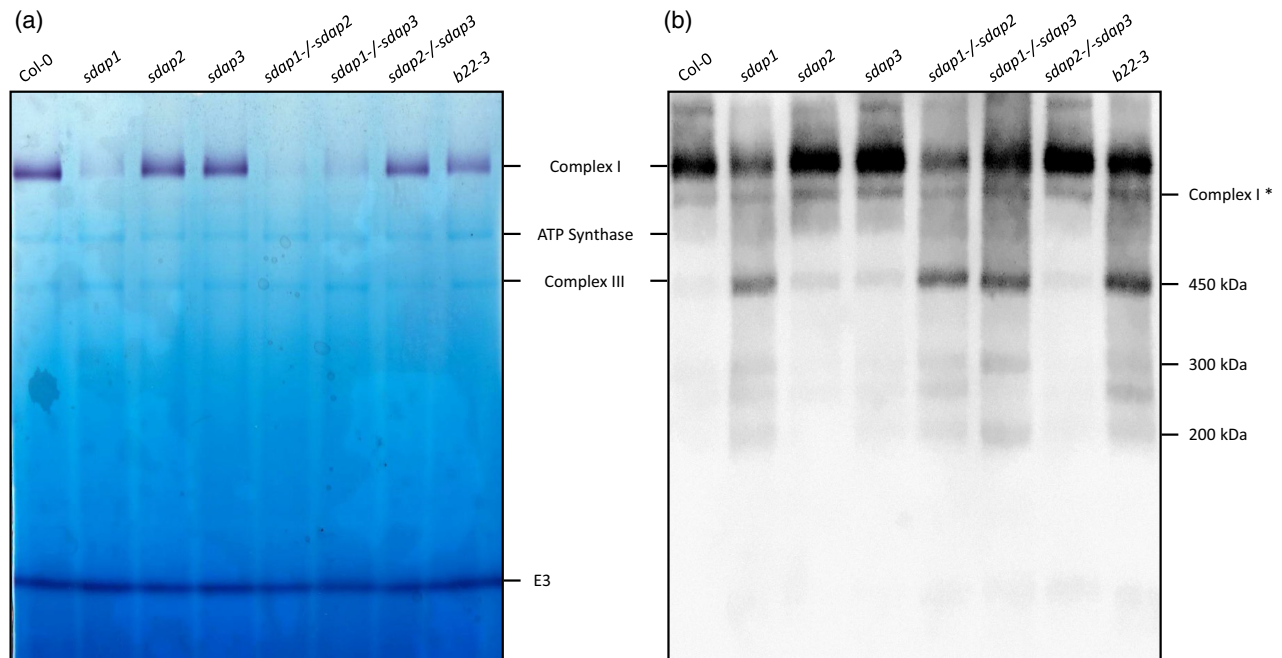 (a)
Col-0 sdap1 sdap2 sdap3 sdap1-/-sdap2 sdap1-/-sdap3 sdap2-/-sdap3 b22-3
Complex I
ATP Synthase
Complex III
E3
(b)
Col-0 sdap1 sdap2 sdap3 sdap1-/-sdap2 sdap1-/-sdap3 sdap2-/-sdap3 b22-3
Complex I *
450 kDa
300 kDa
200 kDa